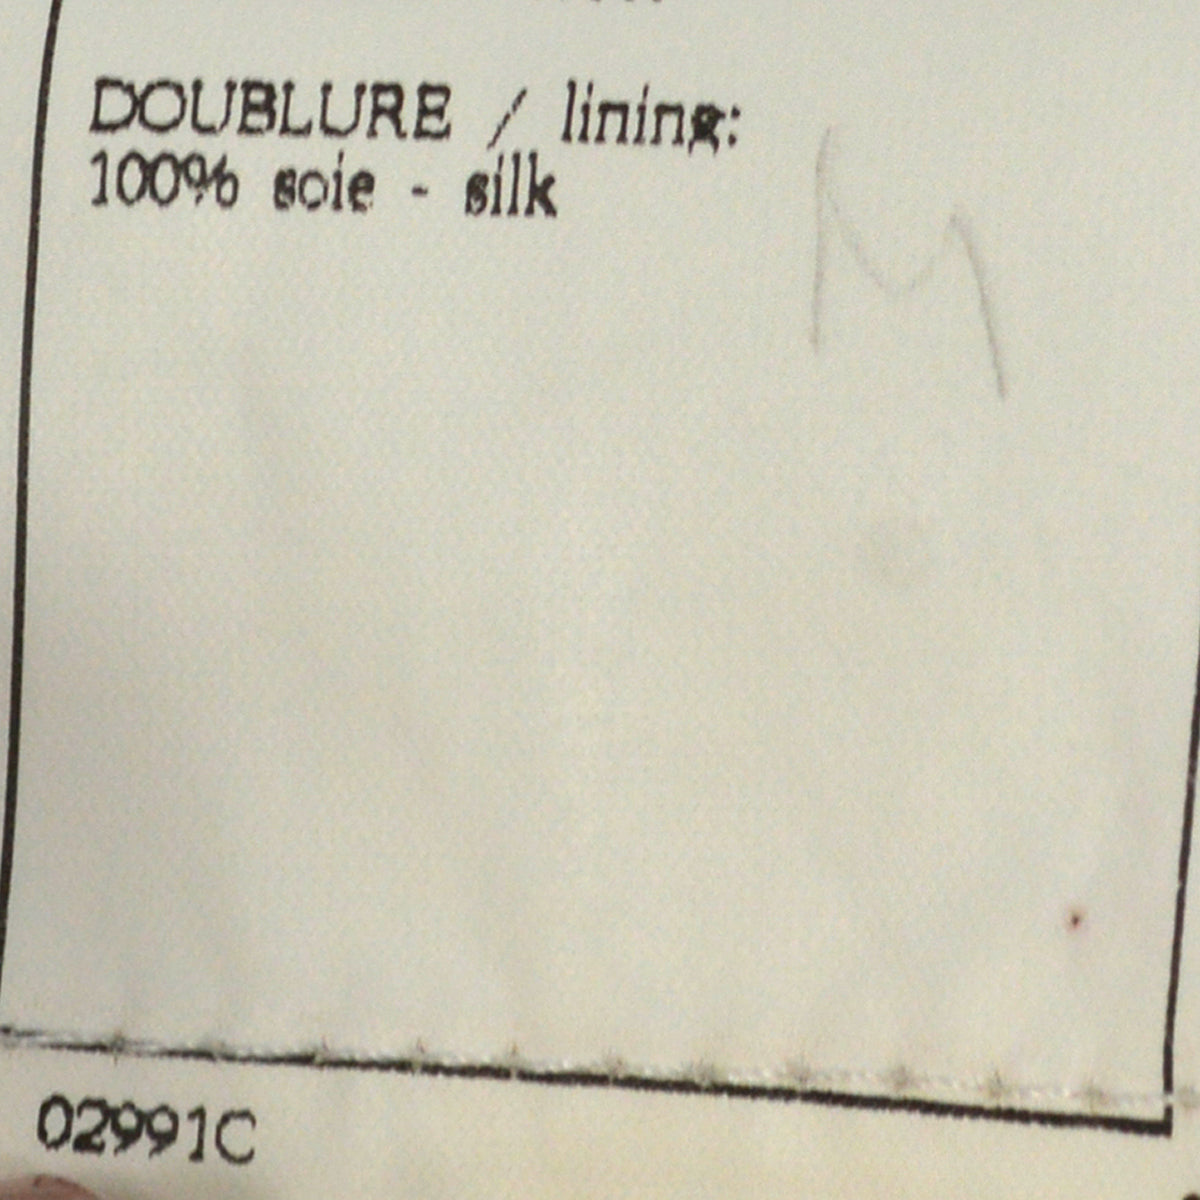 DOUBLURE / lining:
100% soie - silk
M
02991C